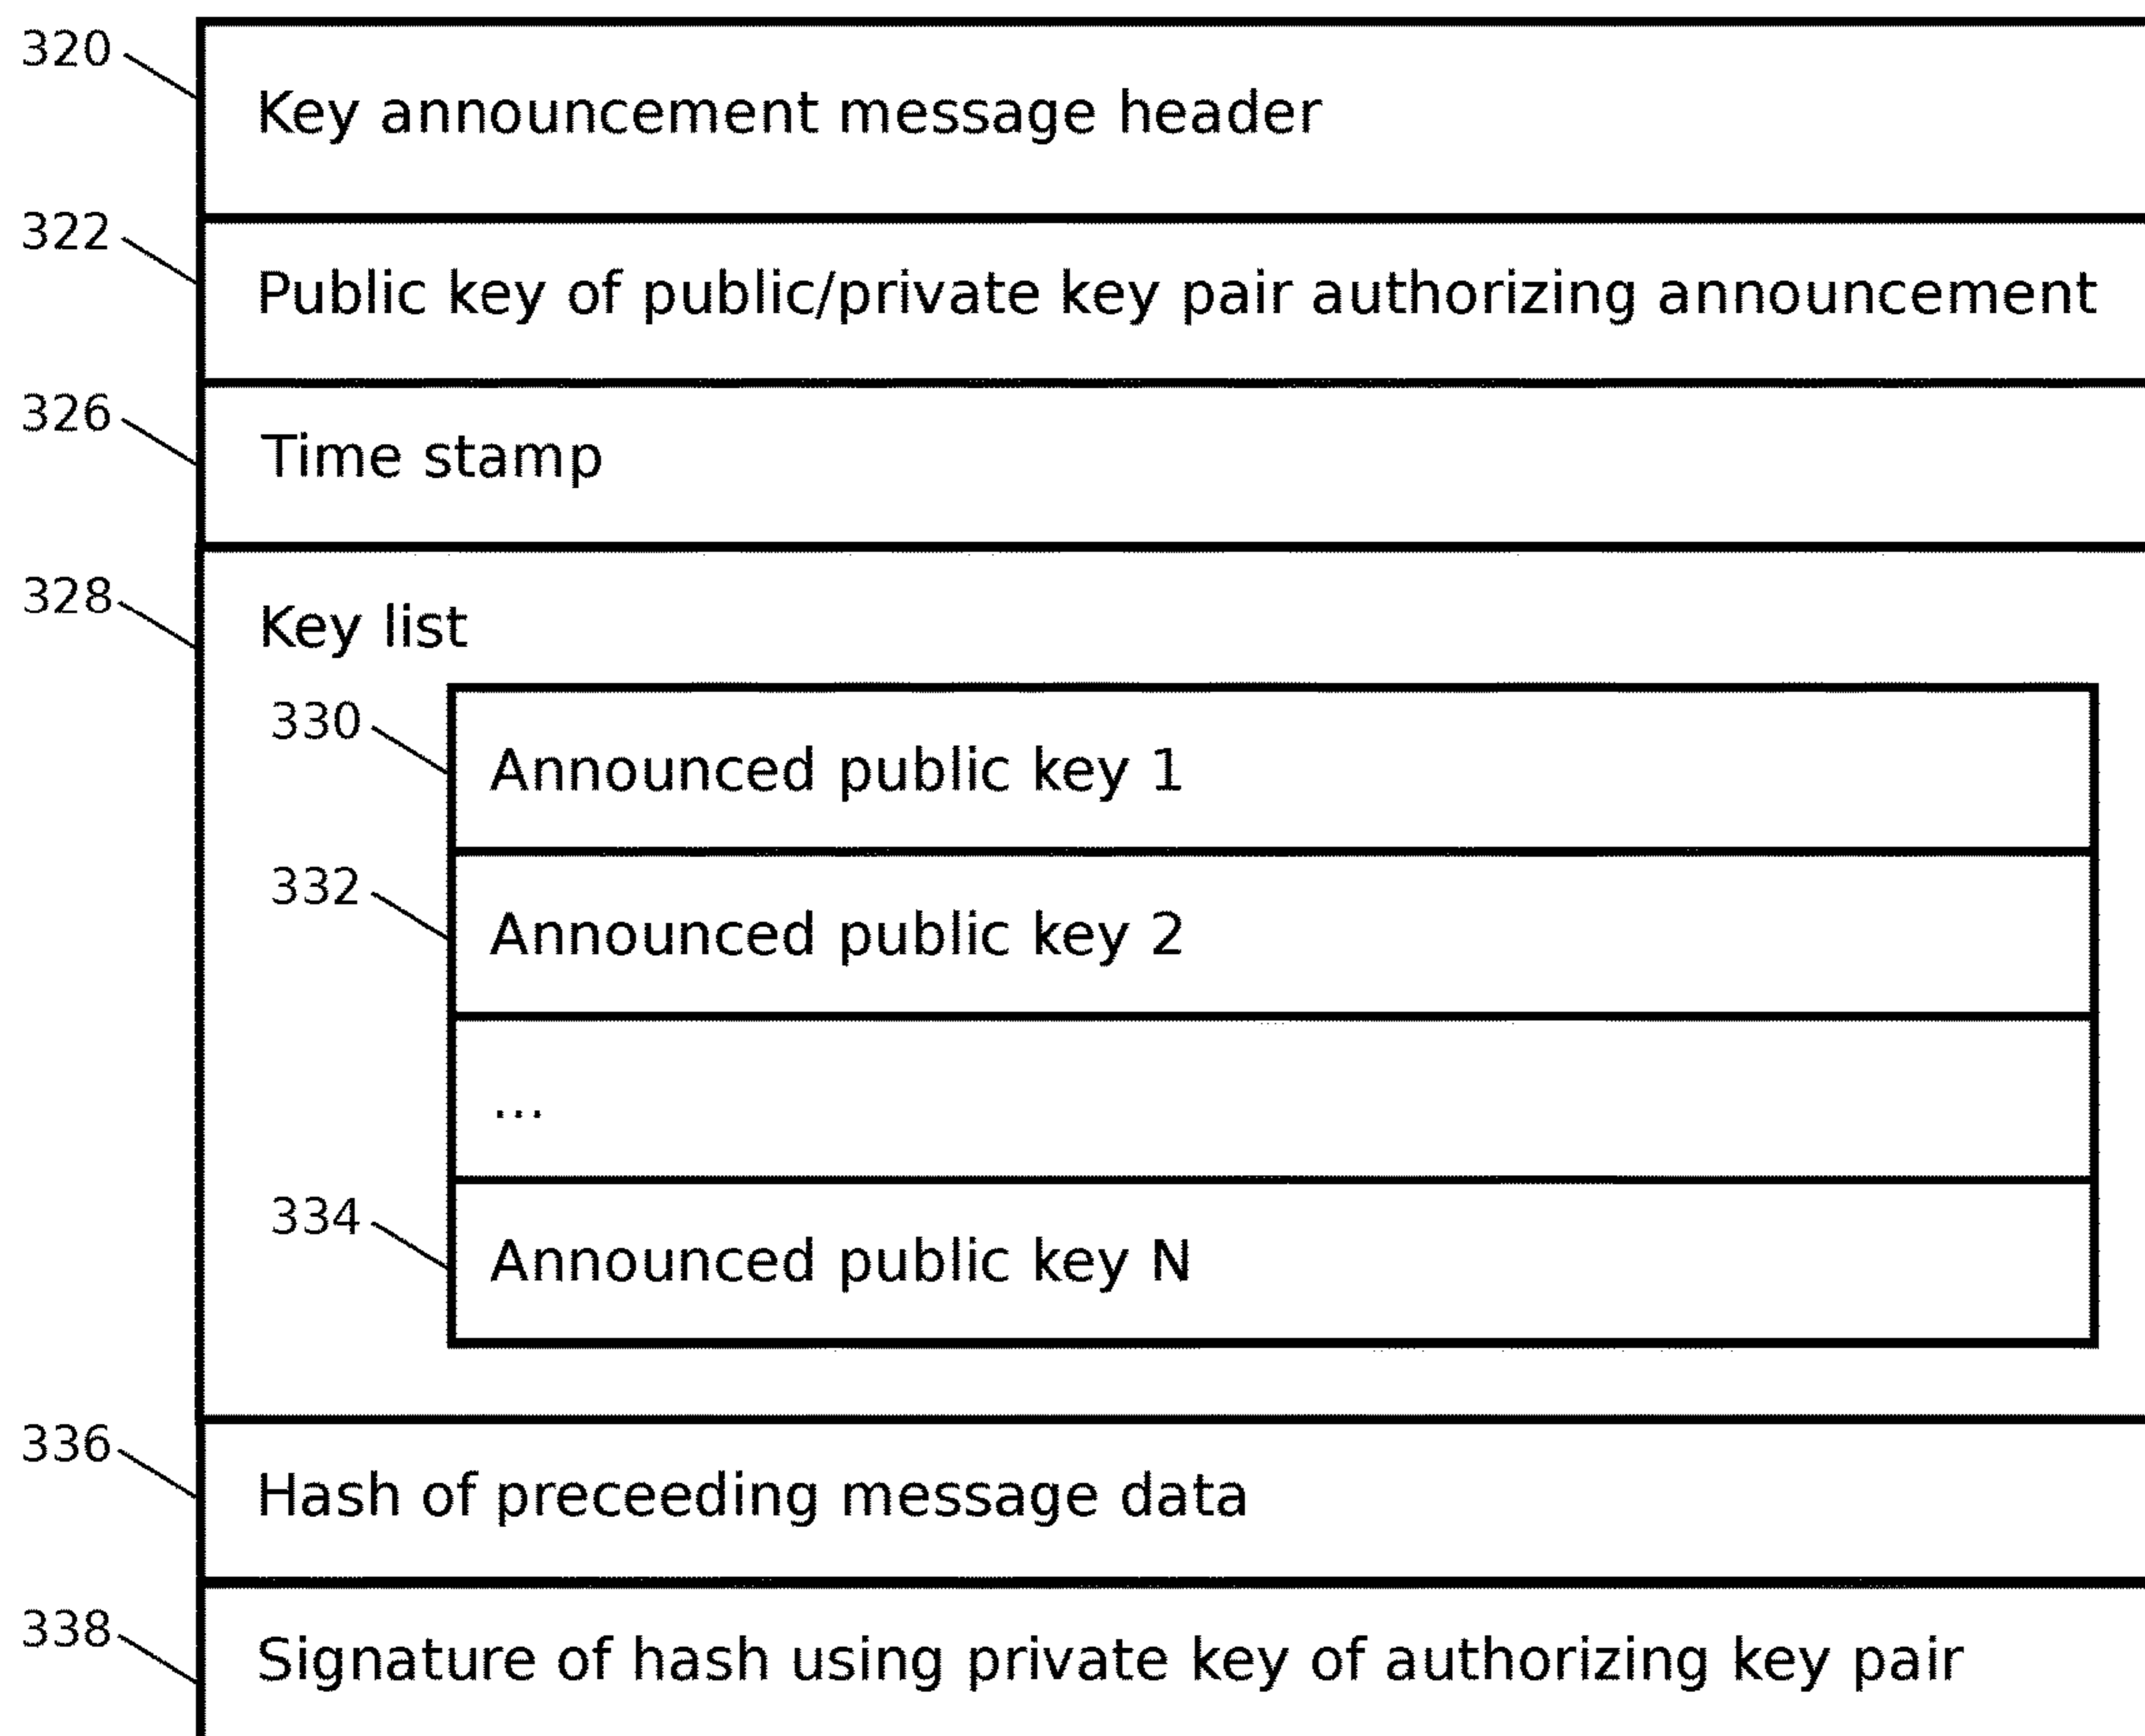 320
Key announcement message header
322
Public key of public/private key pair authorizing announcement
326
Time stamp
328
Key list
330
Announced public key 1
332
Announced public key 2
...
334
Announced public key N
336
Hash of preceeding message data
338
Signature of hash using private key of authorizing key pair